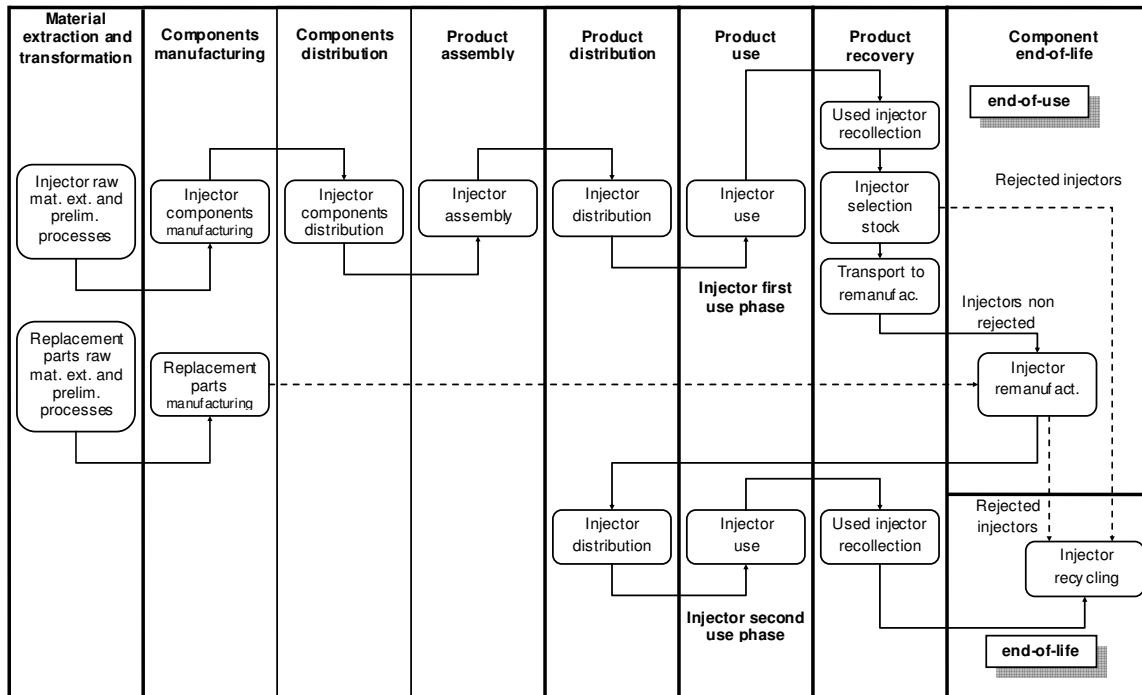 Material
extraction and
transformation
Components
manufacturing
Components
distribution
Product
assembly
Product
distribution
Product
use
Product
recovery
Component
end-of-life
end-of-use
Used injector
recollection
Injector raw
mat. ext. and
prelim.
processes
Injector
components
manufacturing
Injector
components
distribution
Injector
assembly
Injector
distribution
Injector
use
Injector
selection
stock
Rejected injectors
Transport to
remanufac.
Injector first
use phase
Injectors non
rejected
Replacement
parts raw
mat. ext. and
prelim.
processes
Replacement
parts
manufacturing
Injector
remanufact.
Injector
distribution
Injector
use
Used injector
recollection
Rejected
injectors
Injector
recycling
Injector second
use phase
end-of-life